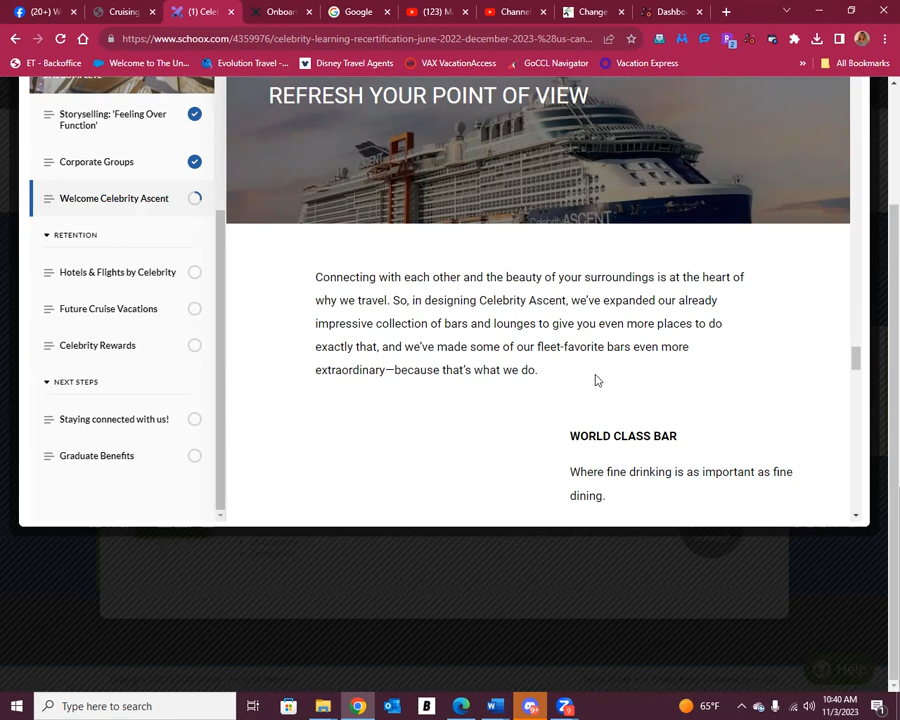 (20+) W
Cruising
(1) Cele
Onboar
Google
(123) M
Channel
Change
Dashbo
https://www.schoox.com/4359976/celebrity-learning-recertification-june-2022-december-2023-%28us-can...
2
ET - Backoffice
Welcome to The Un...
Evolution Travel -...
Disney Travel Agents
VAX VacationAccess
GoCCL Navigator
Vacation Express
»
All Bookmarks
Storyselling: 'Feeling Over
Function'
Corporate Groups
Welcome Celebrity Ascent
RETENTION
Hotels & Flights by Celebrity
Future Cruise Vacations
Celebrity Rewards
NEXT STEPS
Staying connected with us!
Graduate Benefits
REFRESH YOUR POINT OF VIEW
Celebrity ASCENT
Connecting with each other and the beauty of your surroundings is at the heart of
why we travel. So, in designing Celebrity Ascent, we've expanded our already
impressive collection of bars and lounges to give you even more places to do
exactly that, and we've made some of our fleet-favorite bars even more
extraordinary—because that's what we do.
WORLD CLASS BAR
Where fine drinking is as important as fine
dining.
Help
Type here to search
65°F
10:40 AM
11/3/2023